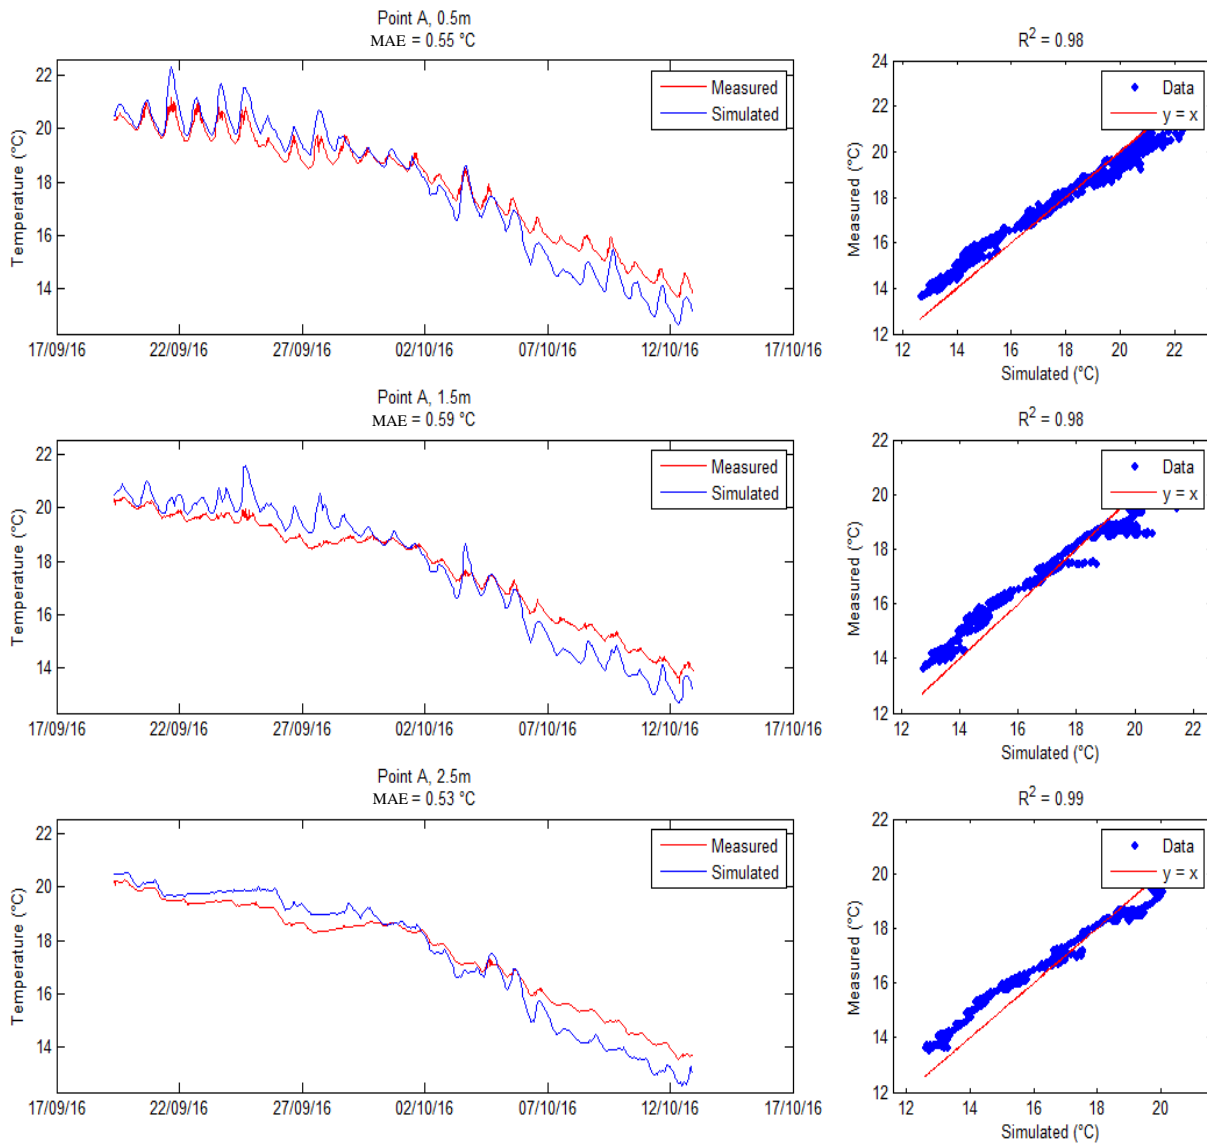 Point A, 0.5m
MAE = 0.55 °C
22
20
18
16
14
Temperature (°C)
Measured
Simulated
17/09/16 22/09/16 27/09/16 02/10/16 07/10/16 12/10/16 17/10/16
R² = 0.98
24
22
20
18
16
14
12
Measured (°C)
Data
y = x
12 14 16 18 20 22
Simulated (°C)
Point A, 1.5m
MAE = 0.59 °C
22
20
18
16
14
Temperature (°C)
Measured
Simulated
17/09/16 22/09/16 27/09/16 02/10/16 07/10/16 12/10/16 17/10/16
R² = 0.98
22
20
18
16
14
12
Measured (°C)
Data
y = x
12 14 16 18 20 22
Simulated (°C)
Point A, 2.5m
MAE = 0.53 °C
22
20
18
16
14
Temperature (°C)
Measured
Simulated
17/09/16 22/09/16 27/09/16 02/10/16 07/10/16 12/10/16 17/10/16
R² = 0.99
22
20
18
16
14
12
Measured (°C)
Data
y = x
12 14 16 18 20
Simulated (°C)